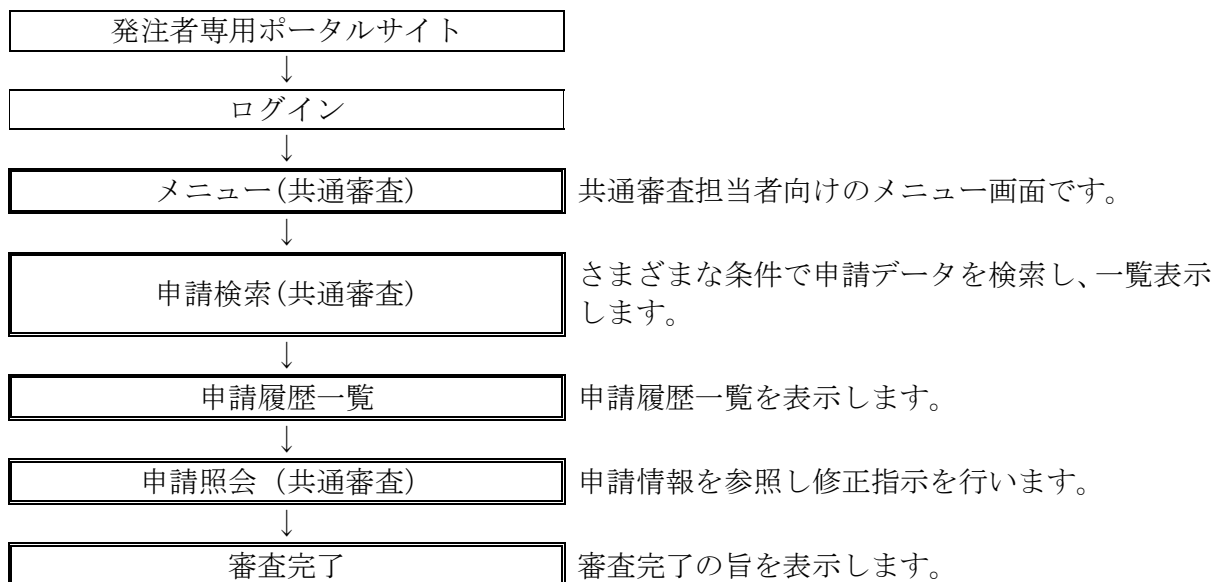 発注者専用ポータルサイト
↓
ログイン
↓
メニュー(共通審査)
共通審査担当者向けのメニュー画面です。
↓
申請検索(共通審査)
さまざまな条件で申請データを検索し、一覧表示
します。
↓
申請履歴一覧
申請履歴一覧を表示します。
↓
申請照会（共通審査）
申請情報を参照し修正指示を行います。
↓
審査完了
審査完了の旨を表示します。